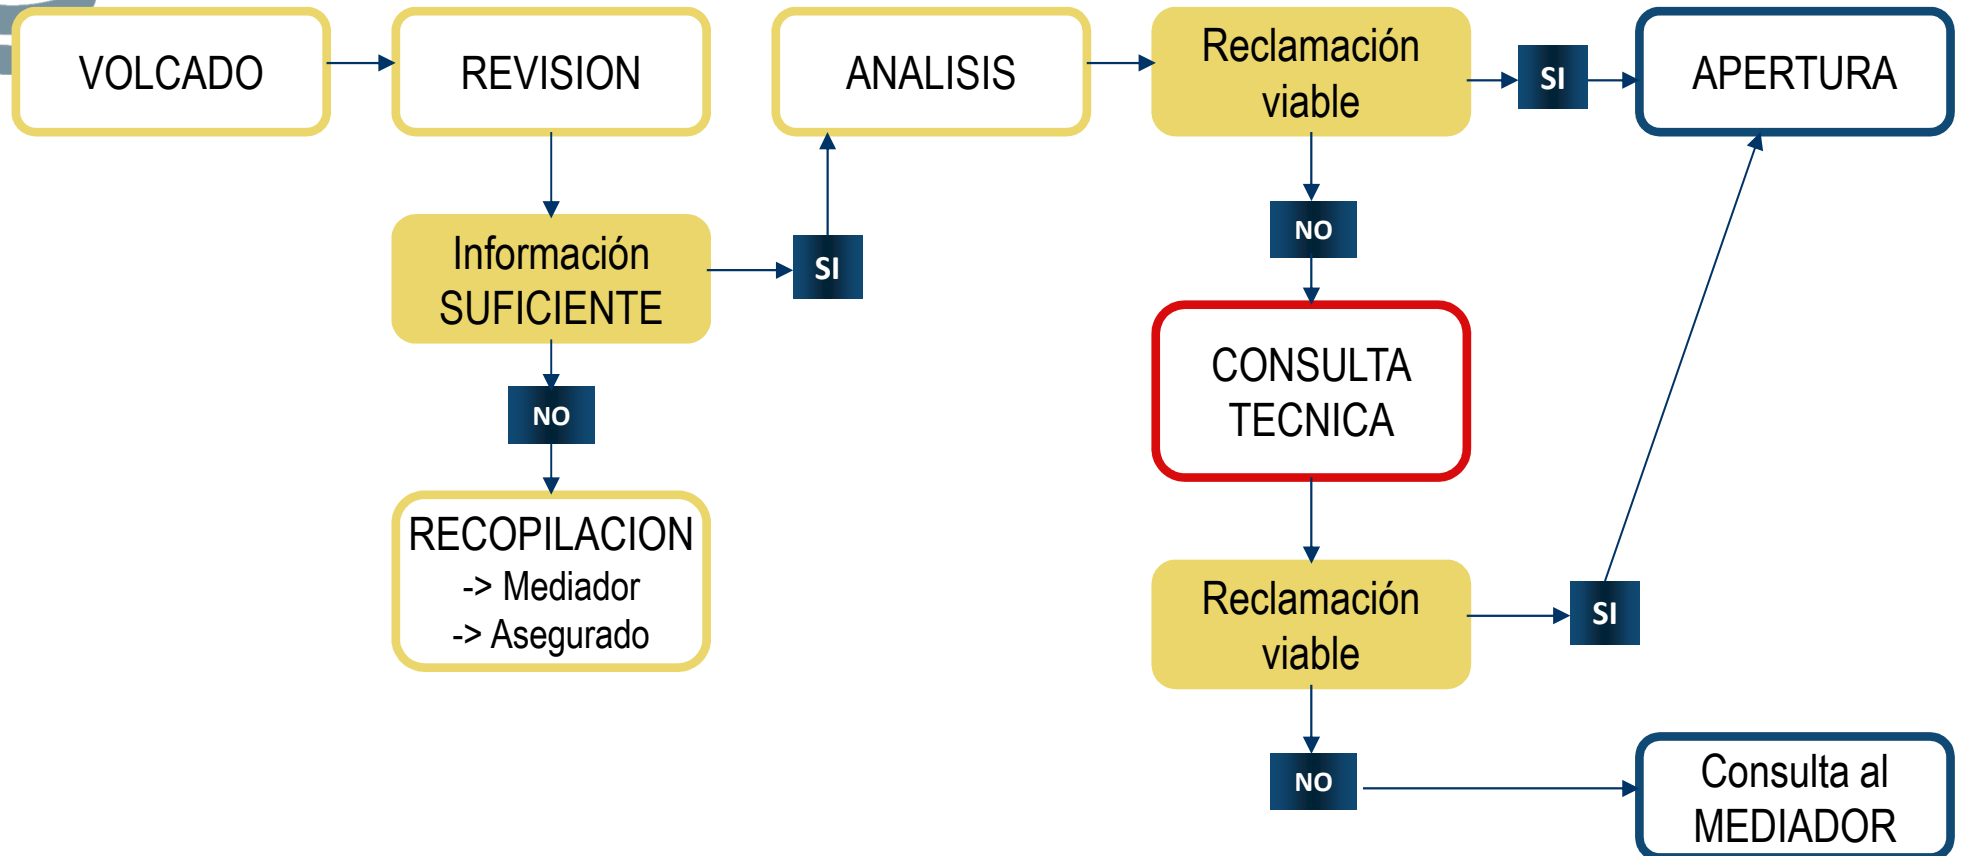 VOLCADO
REVISION
ANALISIS
Reclamación
viable
SI
APERTURA
NO
Información
SUFICIENTE
SI
CONSULTA
TECNICA
NO
RECOPILACION
-> Mediador
-> Asegurado
Reclamación
viable
SI
NO
Consulta al
MEDIADOR